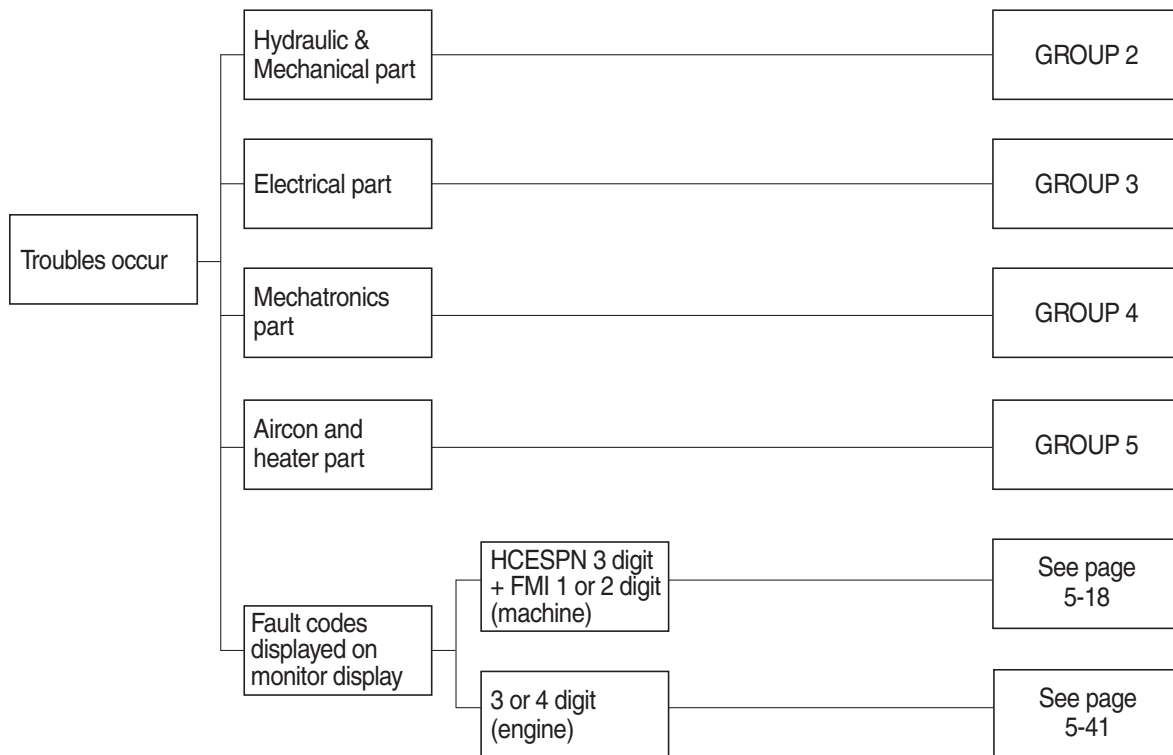 Troubles occur
Hydraulic &
Mechanical part
GROUP 2
Electrical part
GROUP 3
Mechatronics
part
GROUP 4
Aircon and
heater part
GROUP 5
Fault codes
displayed on
monitor display
HCESPN 3 digit
+ FMI 1 or 2 digit
(machine)
See page
5-18
3 or 4 digit
(engine)
See page
5-41